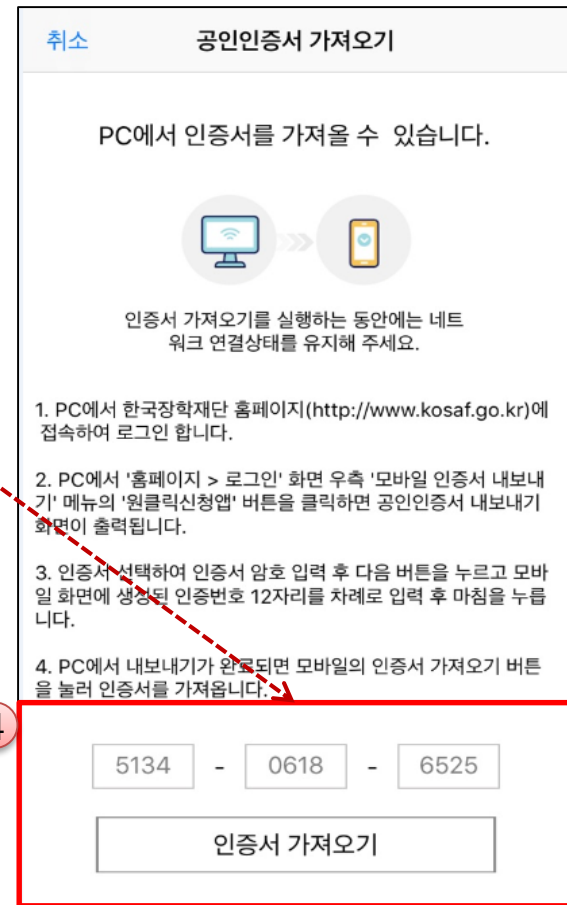 취소 공인인증서 가져오기
PC에서 인증서를 가져올 수 있습니다.
인증서 가져오기를 실행하는 동안에는 네트
워크 연결상태를 유지해 주세요.
1. PC에서 한국장학재단 홈페이지(http://www.kosaf.go.kr)에
접속하여 로그인 합니다.
2. PC에서 '홈페이지 > 로그인' 화면 우측 '모바일 인증서 내보내
기' 메뉴의 '원클릭신청앱' 버튼을 클릭하면 공인인증서 내보내기
화면이 출력됩니다.
3. 인증서 선택하여 인증서 암호 입력 후 다음 버튼을 누르고 모바
일 화면에 생성된 인증번호 12자리를 차례로 입력 후 마침을 누릅
니다.
4. PC에서 내보내기가 완료되면 모바일의 인증서 가져오기 버튼
을 눌러 인증서를 가져옵니다.
5134 - 0618 - 6525
인증서 가져오기